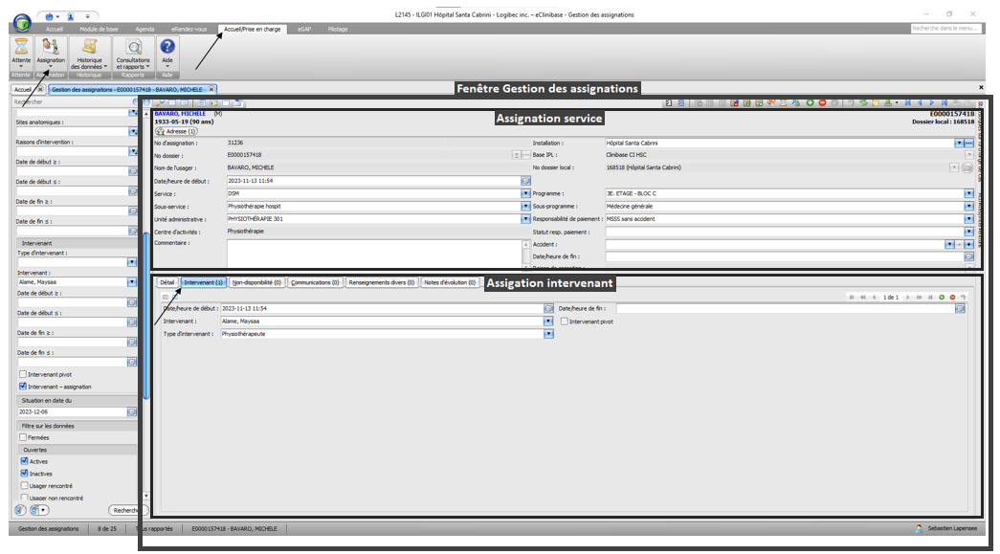 L2145 - ILGI01 Hôpital Santa Cabrini - Logibec inc. – eClinibase - Gestion des assignations
Accueil Module de base Agenda eRendez-vous Accueil/Prise en charge eGAP Pilotage
Recherche dans le menu...
Attente Assignation Historique des données Consultations et rapports Aide
Attente Assignation Historique Rapports Aide
Accueil Gestion des assignations - E0000157418 - BAVARO, MICHELE
Fenêtre Gestion des assignations
Rechercher
Sites anatomiques :
Raisons d'intervention :
Date de début ≥ :
Date de début ≤ :
Date de fin ≥ :
Date de fin ≤ :
Intervenant
Type d'intervenant :
Intervenant :
Alame, Maysaa
Date de début ≥ :
Date de début ≤ :
Date de fin ≥ :
Date de fin ≤ :
Intervenant pivot
Intervenant – assignation
Situation en date du
2023-12-06
Filtre sur les données
Fermées
Ouvertes
Actives
Inactives
Usager rencontré
Usager non rencontré
BAVARO, MICHELE (M)
E0000157418
1933-05-19 (90 ans)
Assignation service
Dossier local : 168518
Adresse (1)
No d'assignation : 31236
Installation : Hôpital Santa Cabrini
No dossier : E0000157418
Base IPL : Clinibase CI HSC
Nom de l'usager : BAVARO, MICHELE
No dossier local : 168518 (Hôpital Santa Cabrini)
Date/heure de début : 2023-11-13 11:54
Service : DSM
Programme : 3E. ETAGE - BLOC C
Sous-service : Physiothérapie hospit
Sous-programme : Médecine générale
Unité administrative : PHYSIOTHÉRAPIE 301
Responsabilité de paiement : MSSS sans accident
Centre d'activités : Physiothérapie
Statut resp. paiement :
Commentaire :
Accident :
Date/heure de fin :
Détail Intervenant (1) Non-disponibilité (0) Communications (0) Renseignements divers (0) Notes d'évolution (0)
Assigation intervenant
1 de 1
Date/heure de début : 2023-11-13 11:54
Date/heure de fin :
Intervenant : Alame, Maysaa
Intervenant pivot
Type d'intervenant : Physiothérapeute
Gestion des assignations 8 de 25 rapportés E0000157418 - BAVARO, MICHELE
Sebastien Lapensee